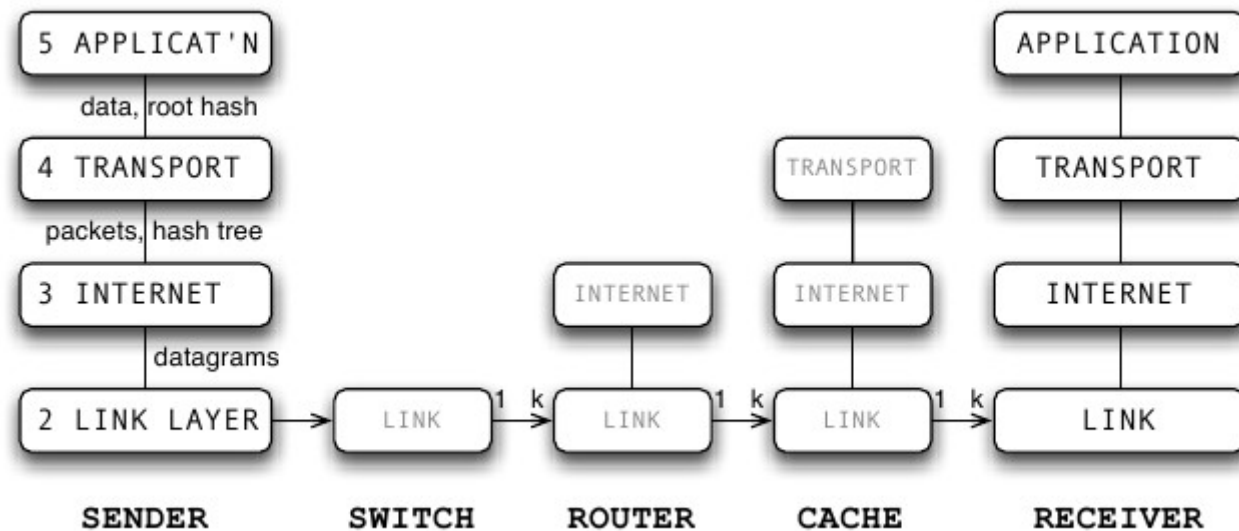 5 APPLICAT'N
APPLICATION
data, root hash
4 TRANSPORT
TRANSPORT
TRANSPORT
packets, hash tree
3 INTERNET
INTERNET
INTERNET
INTERNET
datagrams
2 LINK LAYER
LINK
1
k
LINK
1
k
LINK
1
k
LINK
SENDER
SWITCH
ROUTER
CACHE
RECEIVER